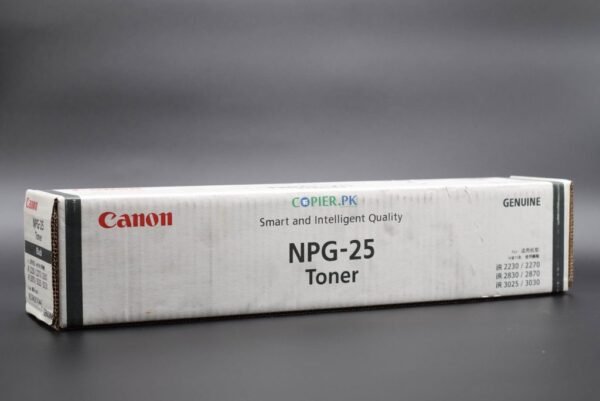 COPIER.PK
Canon
Smart and Intelligent Quality
GENUINE
NPG-25
Toner
iR 2230 / 2270
iR 2830 / 2870
iR 3025 / 3030
Canon
NPG-25
Toner